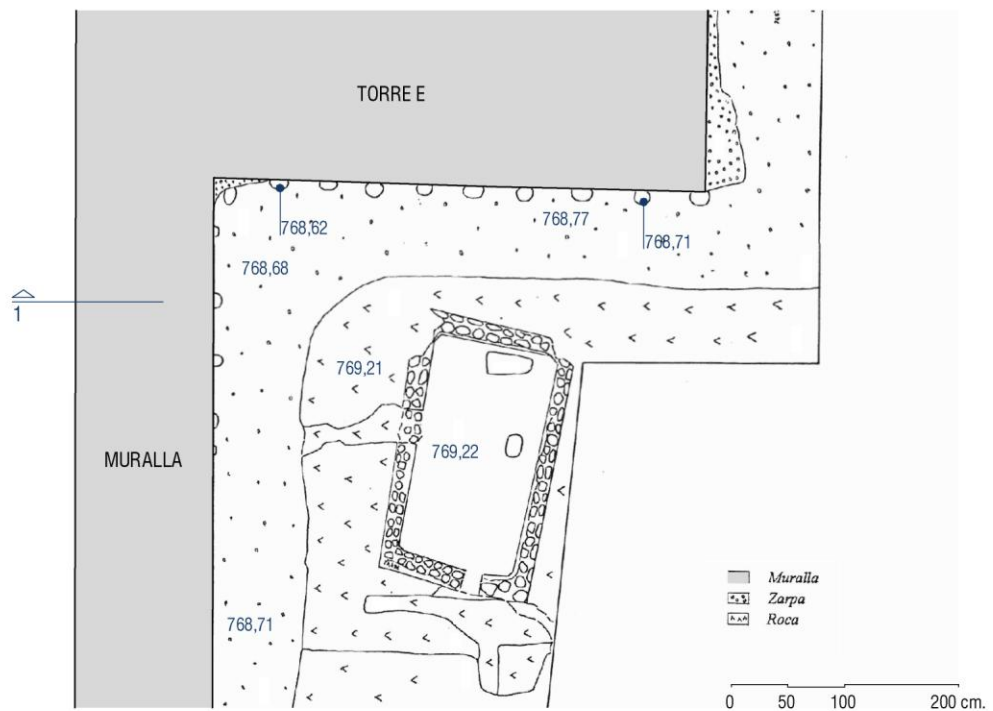 TORRE E
768,62
768,77
768,71
768,68
1
769,21
769,22
MURALLA
768,71
Muralla
Zarpa
Roca
0 50 100 200 cm.